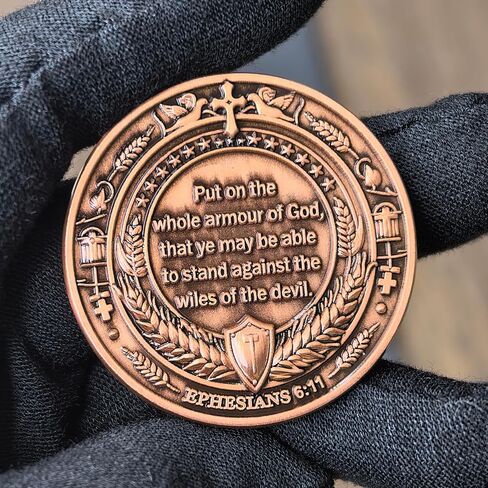 Put on the
whole armour of God,
that ye may be able
to stand against the
wiles of the devil.
EPHESIANS 6:11